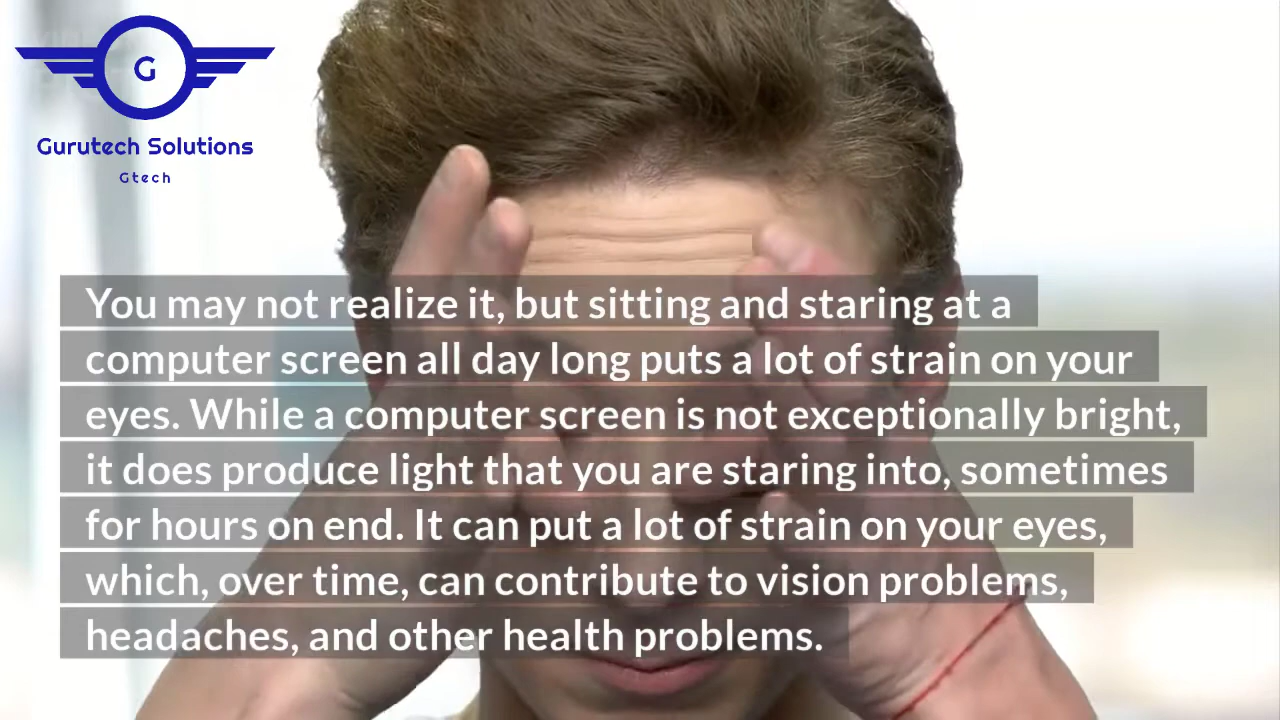 G
Gurutech Solutions
Gtech
You may not realize it, but sitting and staring at a
computer screen all day long puts a lot of strain on your
eyes. While a computer screen is not exceptionally bright,
it does produce light that you are staring into, sometimes
for hours on end. It can put a lot of strain on your eyes,
which, over time, can contribute to vision problems,
headaches, and other health problems.